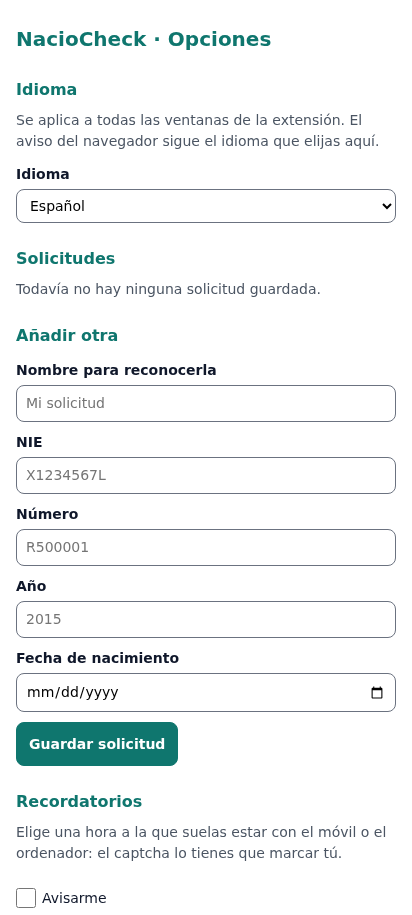 NacioCheck · Opciones
Idioma
Se aplica a todas las ventanas de la extensión. El
aviso del navegador sigue el idioma que elijas aquí.
Idioma
Español
Solicitudes
Todavía no hay ninguna solicitud guardada.
Añadir otra
Nombre para reconocerla
Mi solicitud
NIE
X1234567L
Número
R500001
Año
2015
Fecha de nacimiento
mm/dd/yyyy
Guardar solicitud
Recordatorios
Elige una hora a la que suelas estar con el móvil o el
ordenador: el captcha lo tienes que marcar tú.
Avisarme